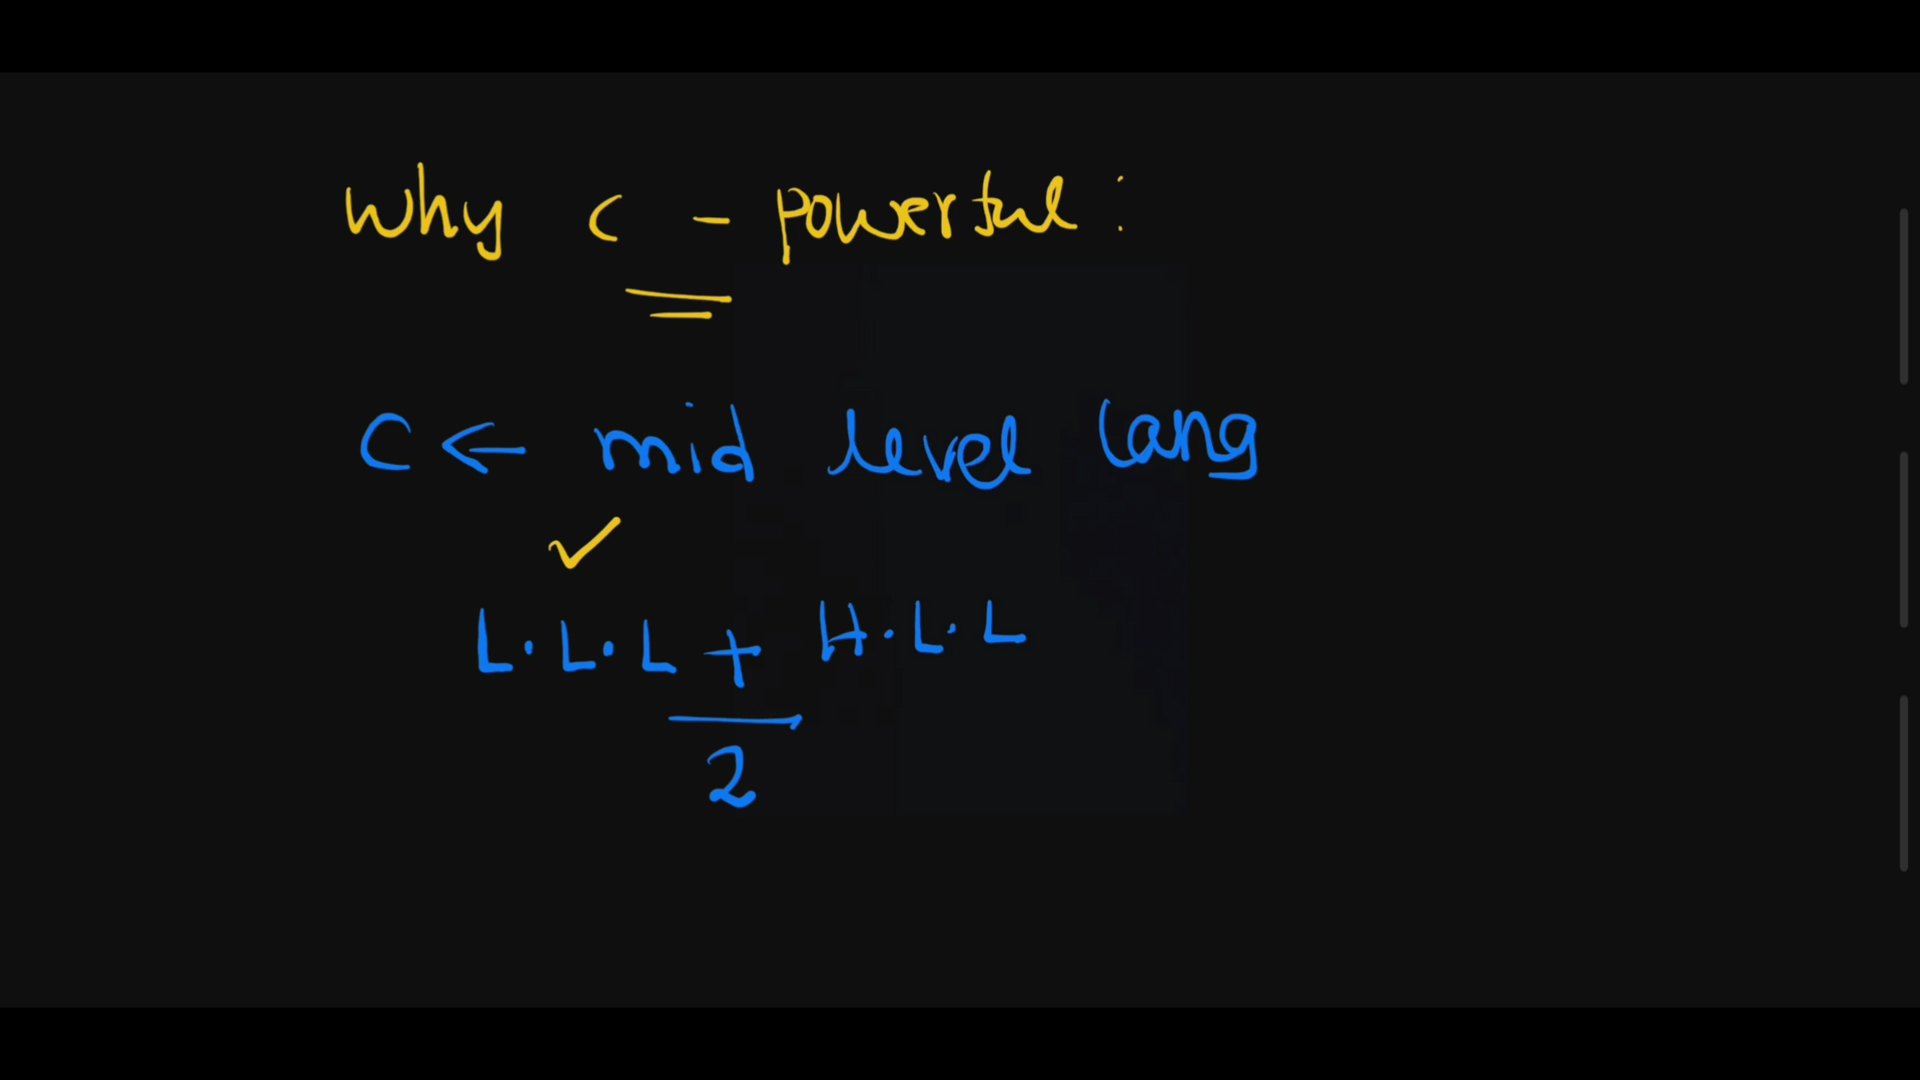 Why C - powerful :
C ← mid level lang
✓
L.L.L + H.L.L
2